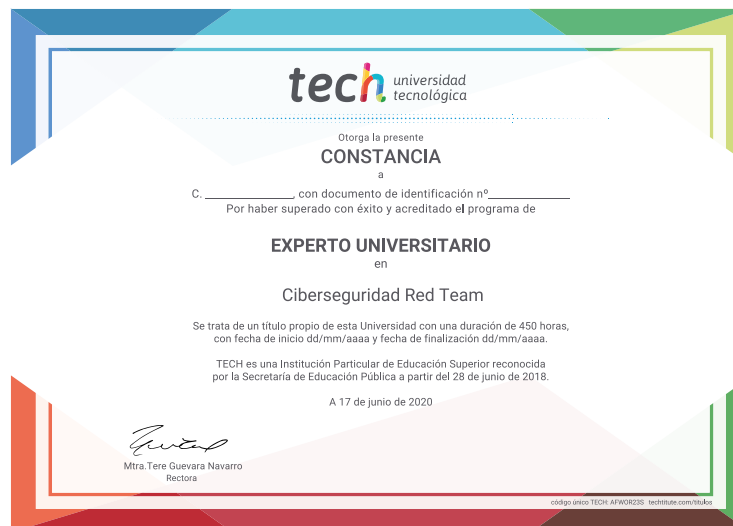 tech universidad
tecnológica
Otorga la presente
CONSTANCIA
a
C. ______________, con documento de identificación nº______________
Por haber superado con éxito y acreditado el programa de
EXPERTO UNIVERSITARIO
en
Ciberseguridad Red Team
Se trata de un título propio de esta Universidad con una duración de 450 horas,
con fecha de inicio dd/mm/aaaa y fecha de finalización dd/mm/aaaa.
TECH es una Institución Particular de Educación Superior reconocida
por la Secretaría de Educación Pública a partir del 28 de junio de 2018.
A 17 de junio de 2020
Mtra.Tere Guevara Navarro
Rectora
código único TECH: AFWOR23S techtitute.com/titulos